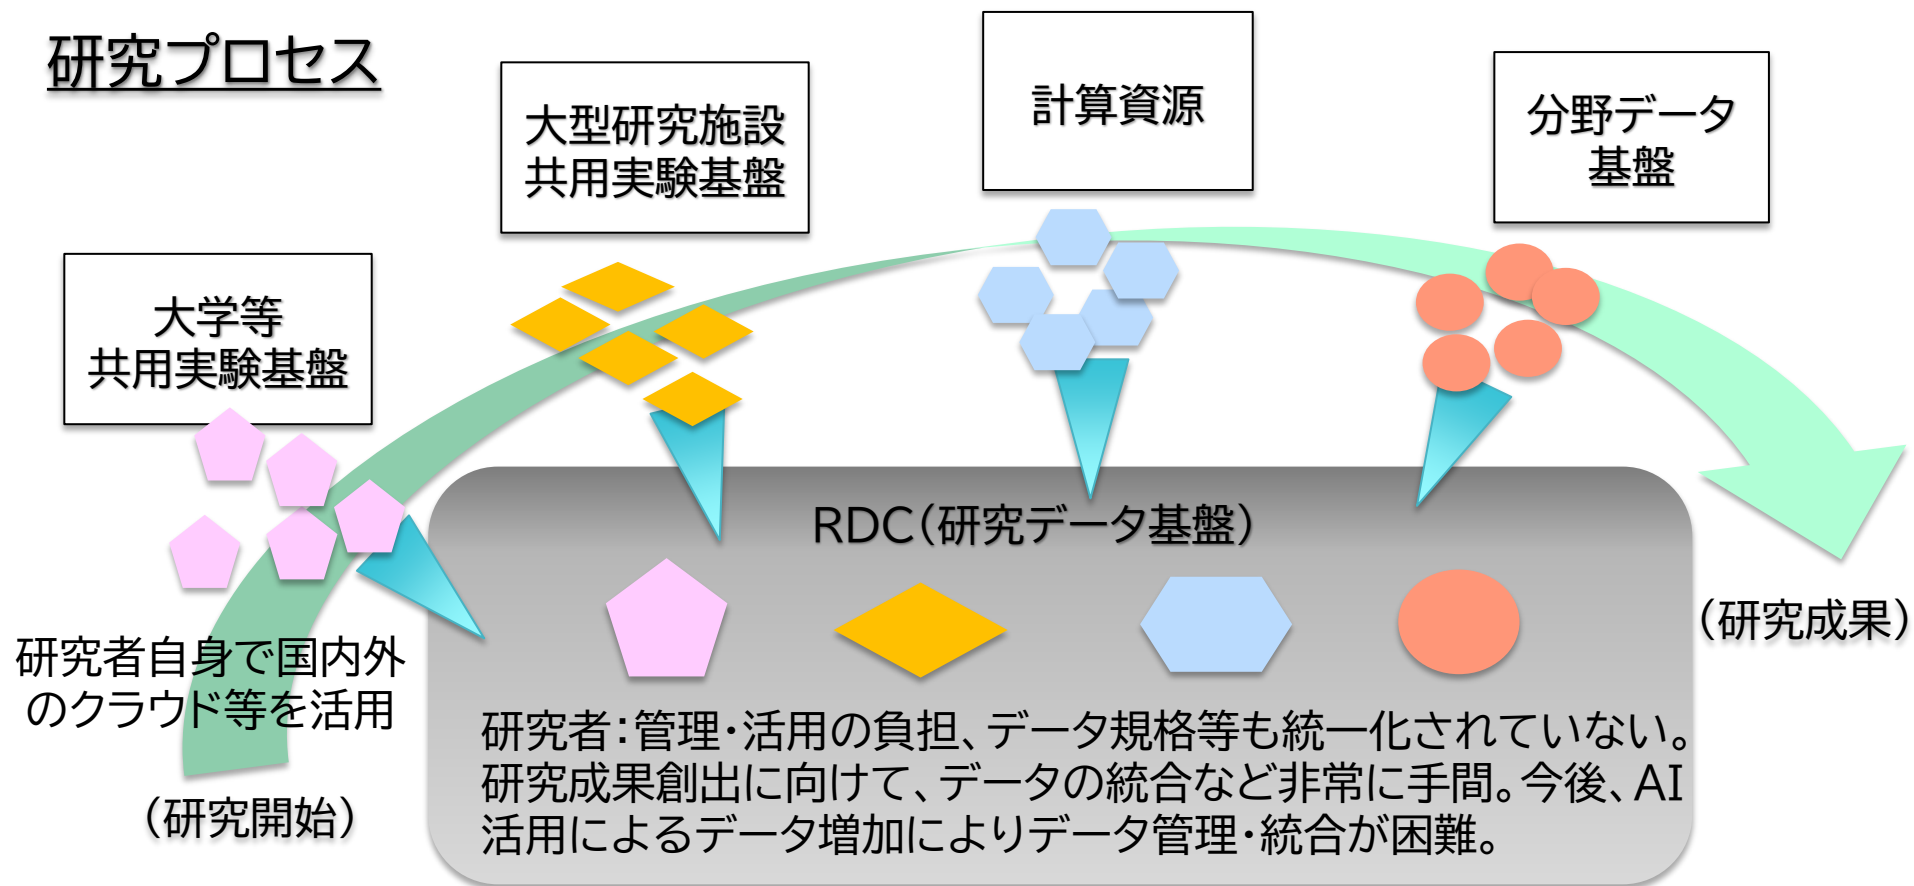 研究プロセス
大型研究施設
共用実験基盤
計算資源
分野データ
基盤
大学等
共用実験基盤
RDC(研究データ基盤)
研究者自身で国内外
のクラウド等を活用
(研究成果)
研究者:管理・活用の負担、データ規格等も統一化されていない。
研究成果創出に向けて、データの統合など非常に手間。今後、AI
活用によるデータ増加によりデータ管理・統合が困難。
(研究開始)